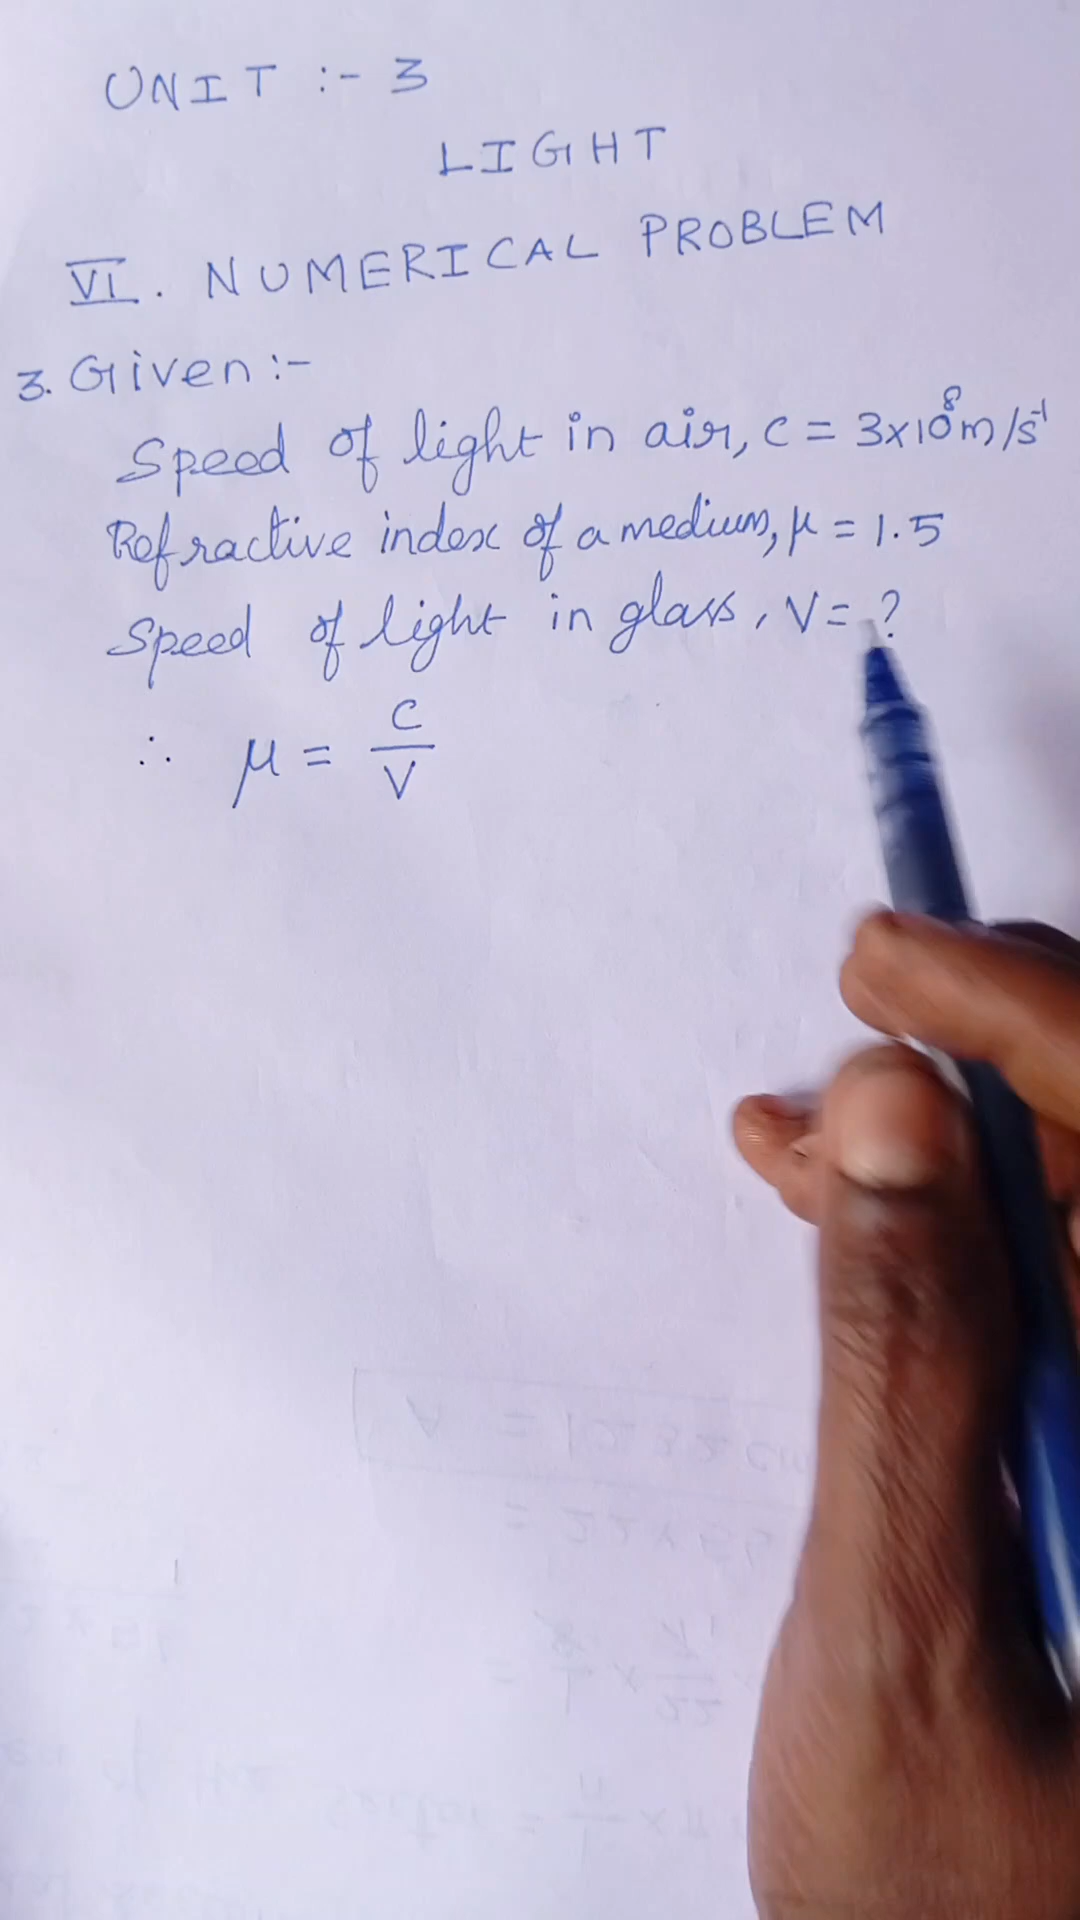 UNIT :- 3
LIGHT
VI. NUMERICAL PROBLEM
3. Given :-
Speed of light in air, c = 3x10⁸m/s⁻¹
Refractive index of a medium, μ = 1.5
Speed of light in glass, V = ?
∴ μ = C/V